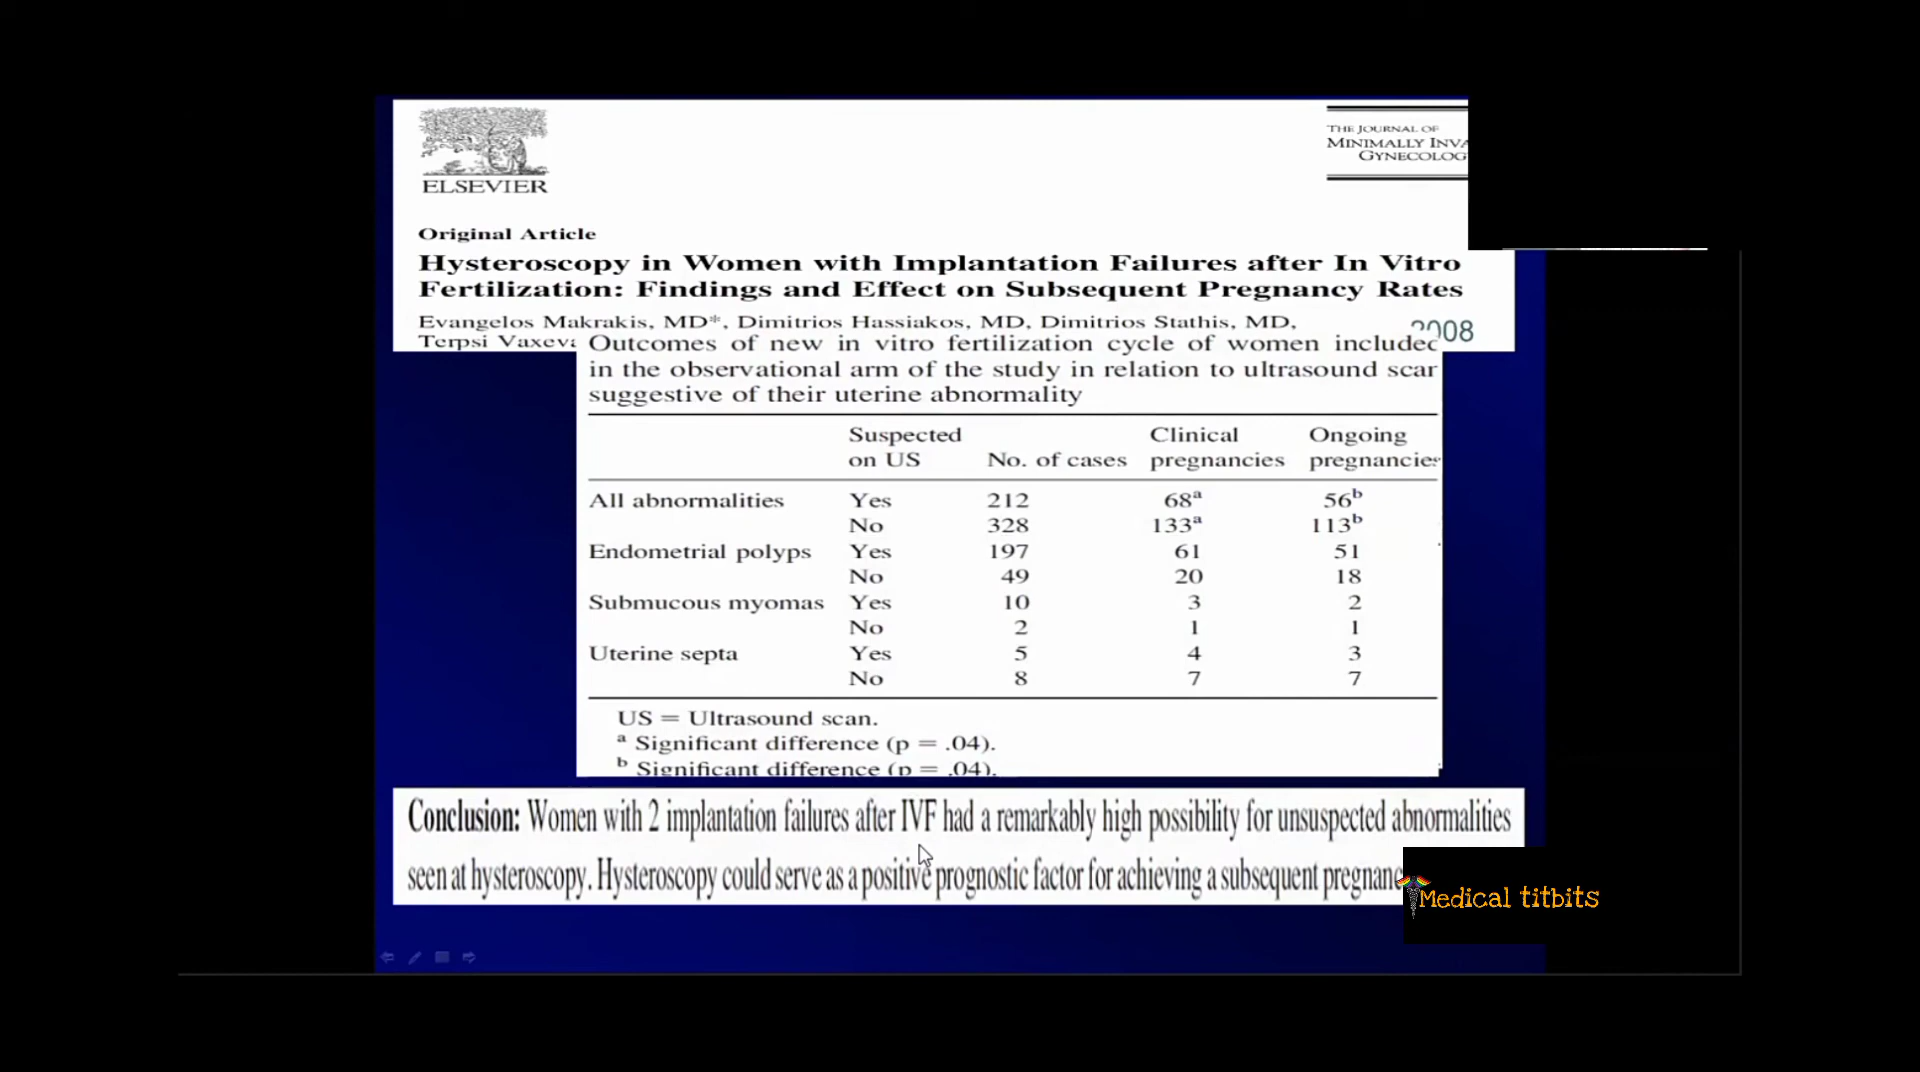 ELSEVIER
THE JOURNAL OF
MINIMALLY INVA
GYNECOLOG
Original Article
Hysteroscopy in Women with Implantation Failures after In Vitro
Fertilization: Findings and Effect on Subsequent Pregnancy Rates
Evangelos Makrakis, MD*, Dimitrios Hassiakos, MD, Dimitrios Stathis, MD,
Terpsi Vaxeva
2008
Outcomes of new in vitro fertilization cycle of women included
in the observational arm of the study in relation to ultrasound scan
suggestive of their uterine abnormality
Suspected on US No. of cases Clinical pregnancies Ongoing pregnancies
All abnormalities Yes 212 68a 56b
No 328 133a 113b
Endometrial polyps Yes 197 61 51
No 49 20 18
Submucous myomas Yes 10 3 2
No 2 1 1
Uterine septa Yes 5 4 3
No 8 7 7
US = Ultrasound scan.
a Significant difference (p = .04).
b Significant difference (p = .04).
Conclusion: Women with 2 implantation failures after IVF had a remarkably high possibility for unsuspected abnormalities
seen at hysteroscopy. Hysteroscopy could serve as a positive prognostic factor for achieving a subsequent pregnanc
Medical titbits